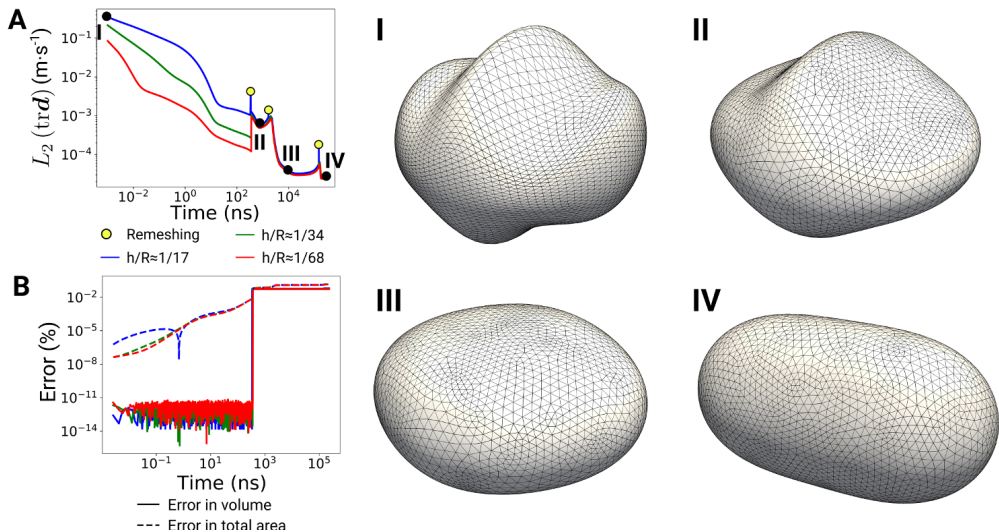 A
L₂ (tr𝒅) (m·s⁻¹)
10⁻¹
10⁻²
10⁻³
10⁻⁴
I
II
III
IV
10⁻² 10⁰ 10² 10⁴
Time (ns)
Remeshing
h/R≈1/34
h/R≈1/17
h/R≈1/68
B
Error (%)
10⁻²
10⁻⁵
10⁻⁸
10⁻¹¹
10⁻¹⁴
10⁻¹ 10¹ 10³ 10⁵
Time (ns)
Error in volume
Error in total area
I
II
III
IV